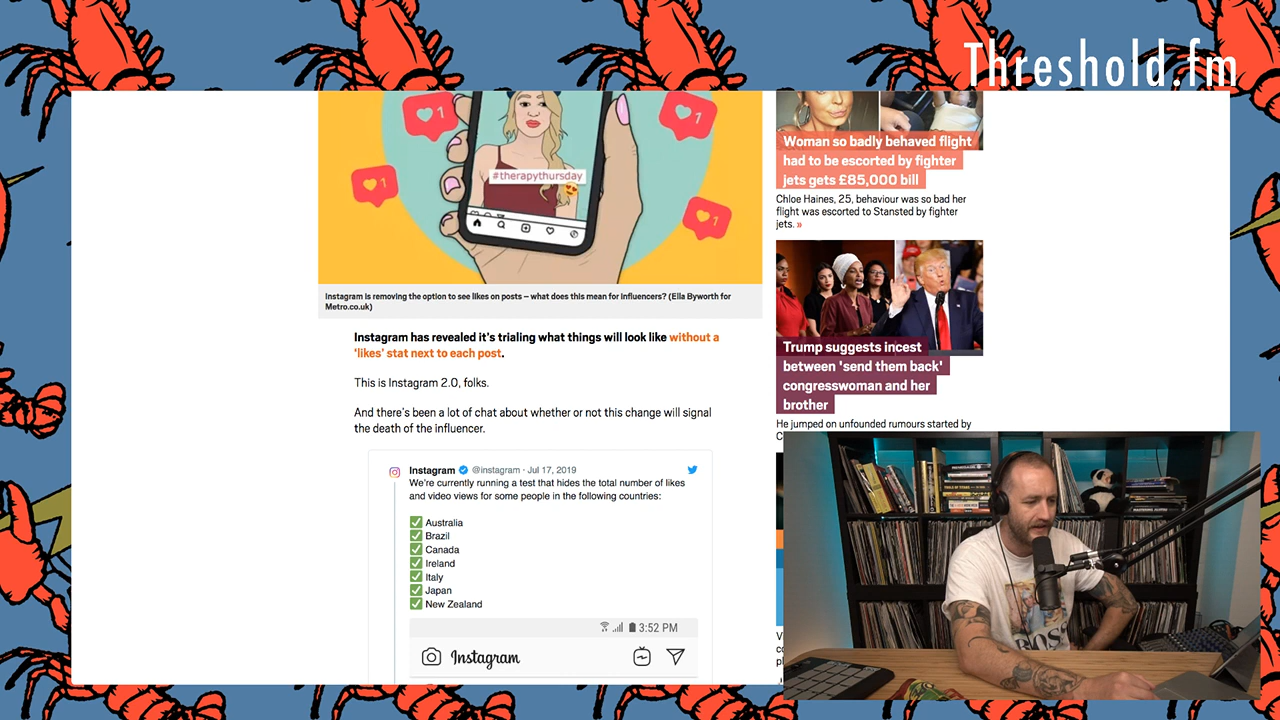 Threshold.fm
#therapythursday
1
1
1
1
Instagram is removing the option to see likes on posts – what does this mean for influencers? (Ella Byworth for
Metro.co.uk)
Instagram has revealed it's trialing what things will look like without a
'likes' stat next to each post.
This is Instagram 2.0, folks.
And there's been a lot of chat about whether or not this change will signal
the death of the influencer.
Instagram @instagram · Jul 17, 2019
We're currently running a test that hides the total number of likes
and video views for some people in the following countries:
Australia
Brazil
Canada
Ireland
Italy
Japan
New Zealand
3:52 PM
Instagram
Woman so badly behaved flight
had to be escorted by fighter
jets gets £85,000 bill
Chloe Haines, 25, behaviour was so bad her
flight was escorted to Stansted by fighter
jets. »
Trump suggests incest
between 'send them back'
congresswoman and her
brother
He jumped on unfounded rumours started by